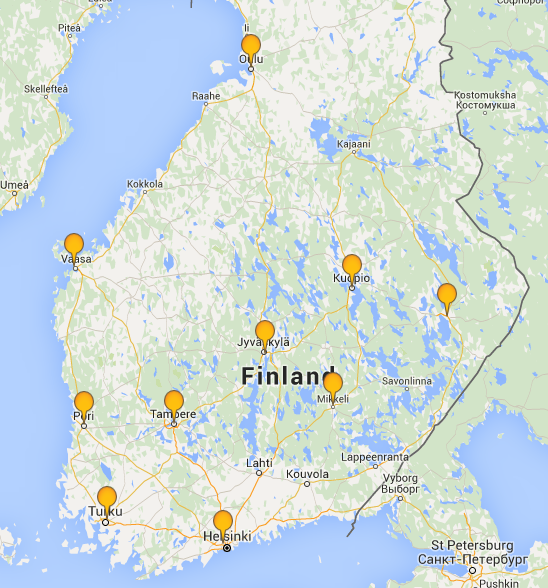 Luleå
Piteå
Ii
Oulu
Skellefteå
Raahe
Kostomuksha
Костомукша
Kajaani
Umeå
Kokkola
Vaasa
Kuopio
Jyväskylä
Finland
Savonlinna
Mikkeli
Pori
Tampere
Lahti
Lappeenranta
Kouvola
Vyborg
Выборг
Turku
Helsinki
St Petersburg
Санкт-Петербург
Pushkin